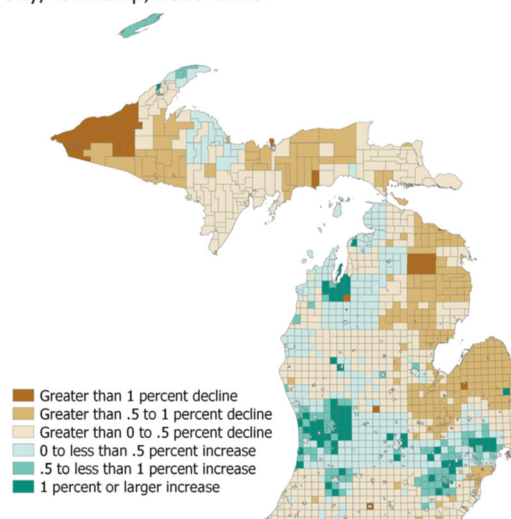 Greater than 1 percent decline
Greater than .5 to 1 percent decline
Greater than 0 to .5 percent decline
0 to less than .5 percent increase
.5 to less than 1 percent increase
1 percent or larger increase